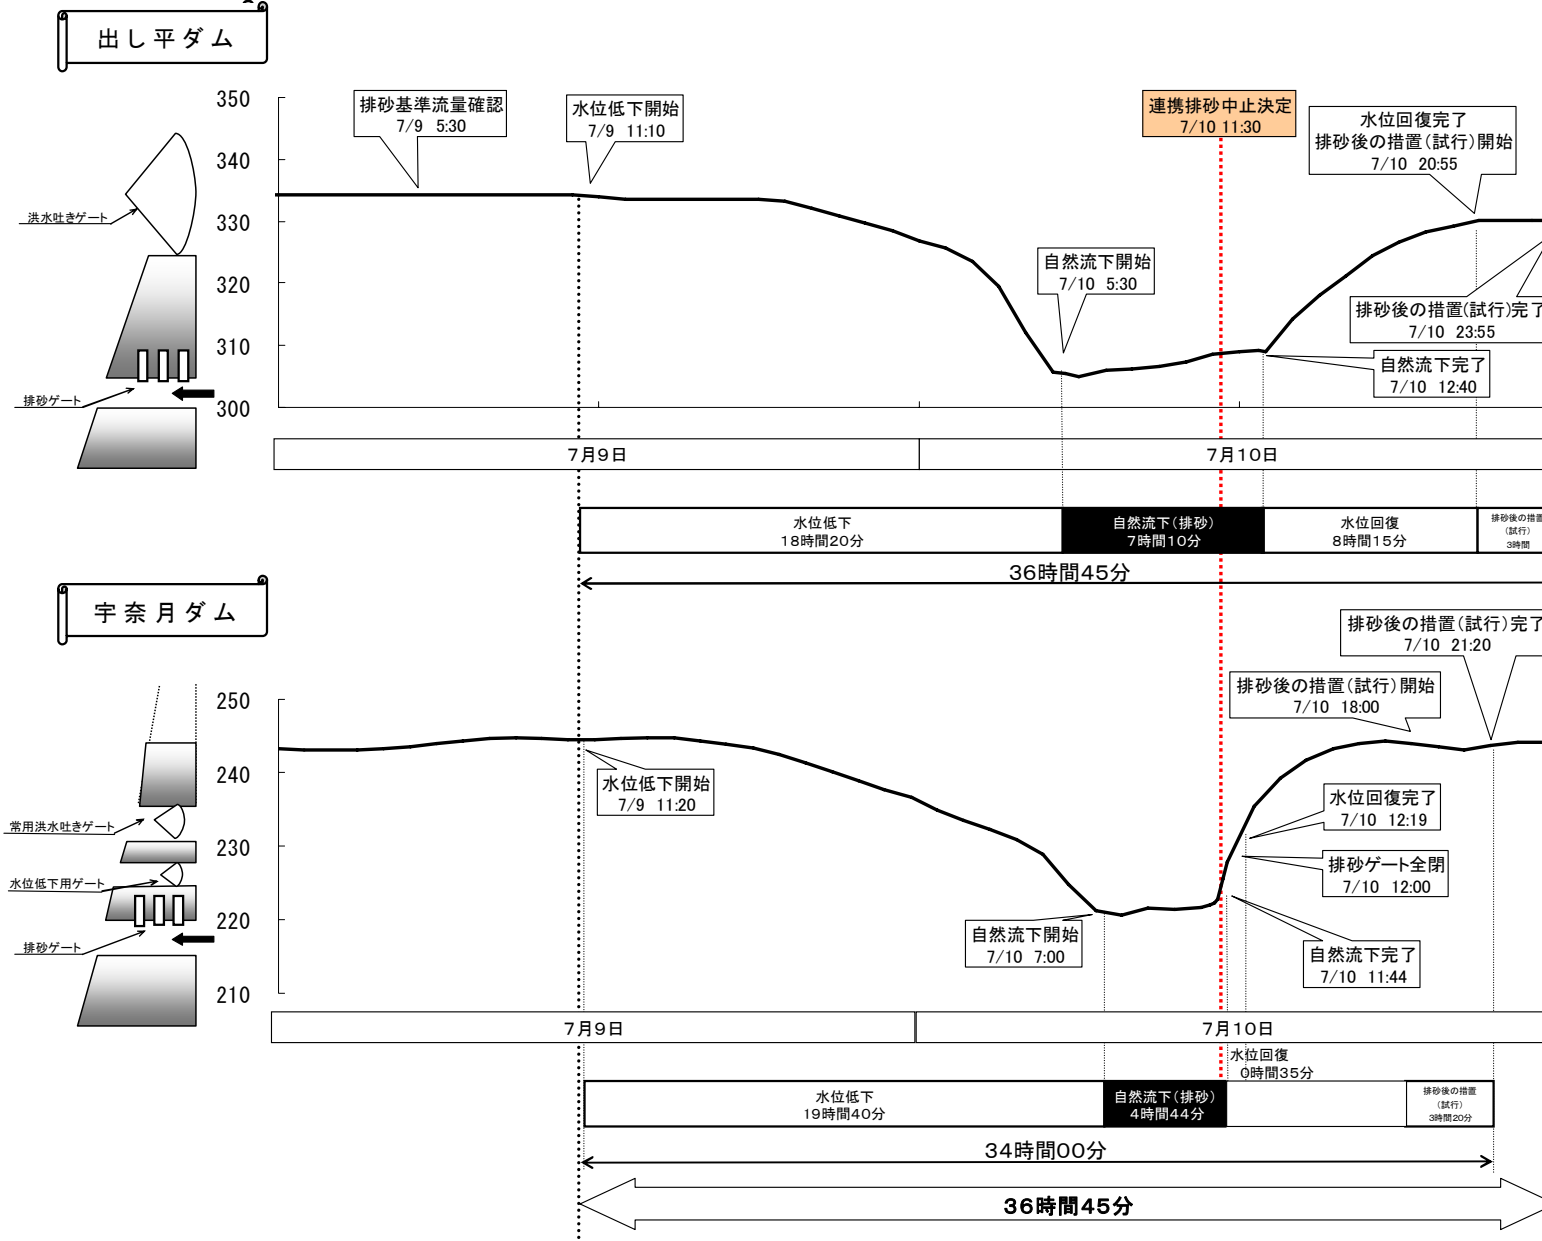 出し平ダム
350
340
330
320
310
300
排砂基準流量確認
7/9 5:30
水位低下開始
7/9 11:10
連携排砂中止決定
7/10 11:30
水位回復完了
排砂後の措置(試行)開始
7/10 20:55
自然流下開始
7/10 5:30
排砂後の措置(試行)完了
7/10 23:55
自然流下完了
7/10 12:40
洪水吐きゲート
排砂ゲート
7月9日
7月10日
水位低下
18時間20分
自然流下(排砂)
7時間10分
水位回復
8時間15分
排砂後の措置
(試行)
3時間
36時間45分
宇奈月ダム
250
240
230
220
210
排砂後の措置(試行)完了
7/10 21:20
排砂後の措置(試行)開始
7/10 18:00
水位低下開始
7/9 11:20
水位回復完了
7/10 12:19
排砂ゲート全閉
7/10 12:00
自然流下開始
7/10 7:00
自然流下完了
7/10 11:44
常用洪水吐きゲート
水位低下用ゲート
排砂ゲート
7月9日
7月10日
水位回復
0時間35分
水位低下
19時間40分
自然流下(排砂)
4時間44分
排砂後の措置
(試行)
3時間20分
34時間00分
36時間45分